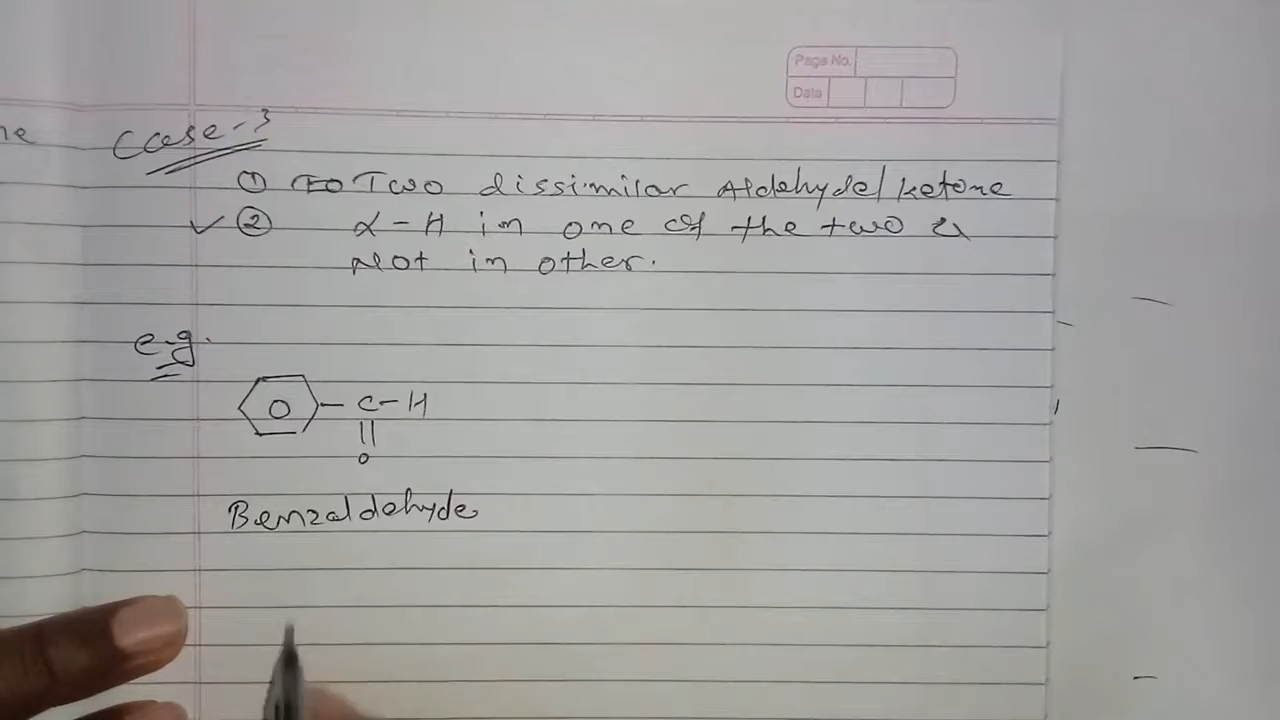 Page No.
Date
ne
Case-3
① Two dissimilar Aldehyde/ketone
✓ ② α-H in one of the two &
Not in other.
e.g.
C-H
||
O
Benzaldehyde